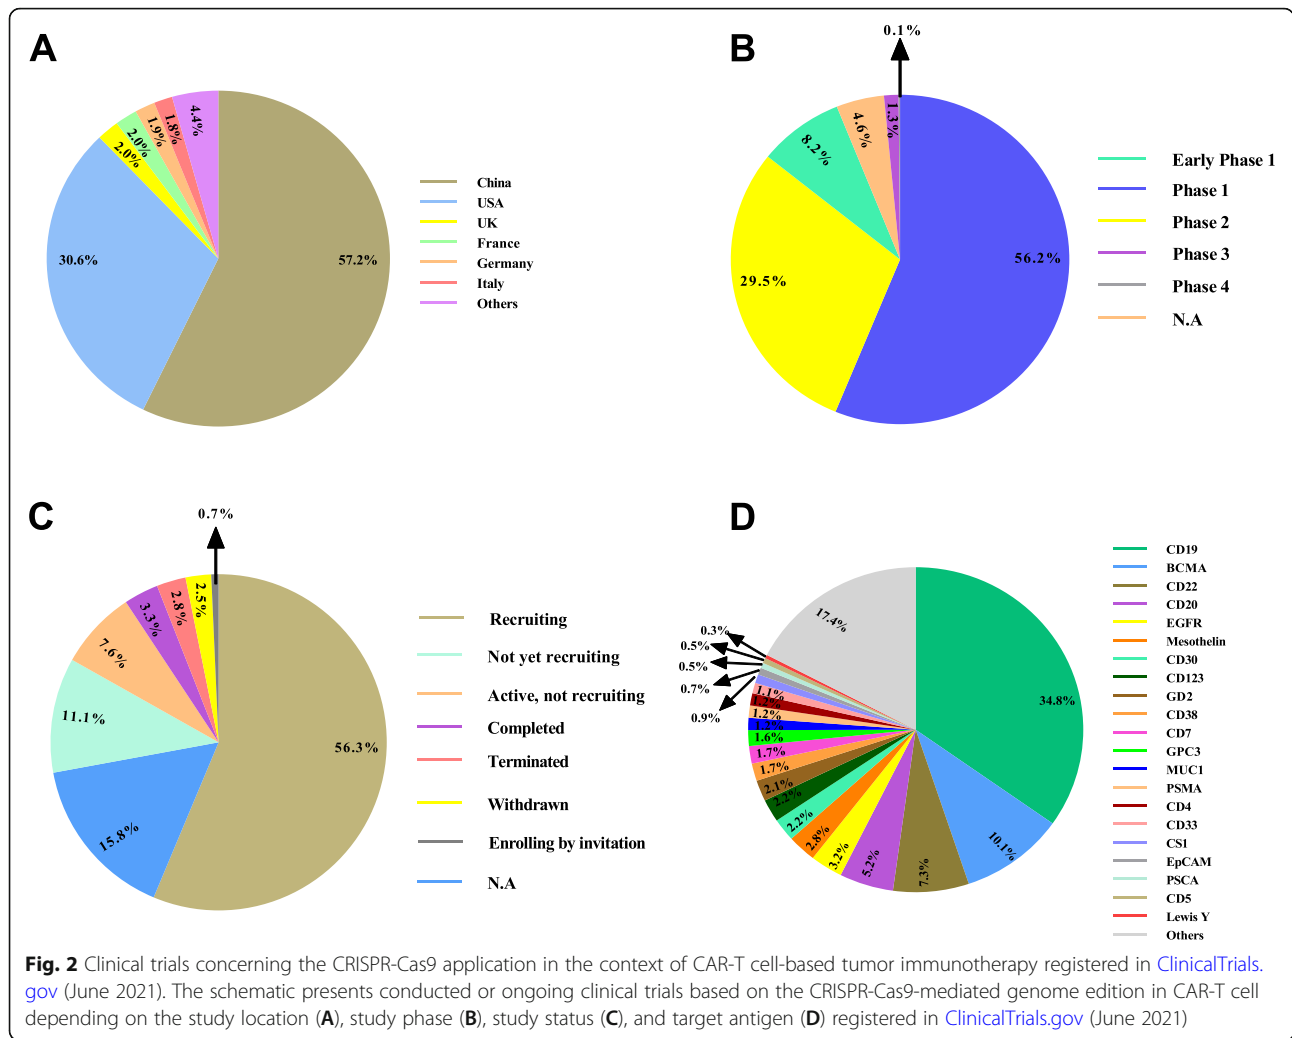 A
57.2%
30.6%
2.0%
2.0%
1.9%
1.8%
4.4%
China
USA
UK
France
Germany
Italy
Others
B
0.1%
56.2%
29.5%
8.2%
4.6%
1.3%
Early Phase 1
Phase 1
Phase 2
Phase 3
Phase 4
N.A
C
0.7%
56.3%
15.8%
11.1%
7.6%
3.3%
2.8%
2.5%
Recruiting
Not yet recruiting
Active, not recruiting
Completed
Terminated
Withdrawn
Enrolling by invitation
N.A
D
34.8%
10.1%
7.3%
5.2%
3.2%
2.8%
2.2%
2.2%
2.1%
1.7%
1.7%
1.6%
1.2%
1.2%
1.2%
1.1%
0.9%
0.7%
0.5%
0.5%
0.3%
17.4%
CD19
BCMA
CD22
CD20
EGFR
Mesothelin
CD30
CD123
GD2
CD38
CD7
GPC3
MUC1
PSMA
CD4
CD33
CS1
EpCAM
PSCA
CD5
Lewis Y
Others
Fig. 2 Clinical trials concerning the CRISPR-Cas9 application in the context of CAR-T cell-based tumor immunotherapy registered in ClinicalTrials.
gov (June 2021). The schematic presents conducted or ongoing clinical trials based on the CRISPR-Cas9-mediated genome edition in CAR-T cell
depending on the study location (A), study phase (B), study status (C), and target antigen (D) registered in ClinicalTrials.gov (June 2021)